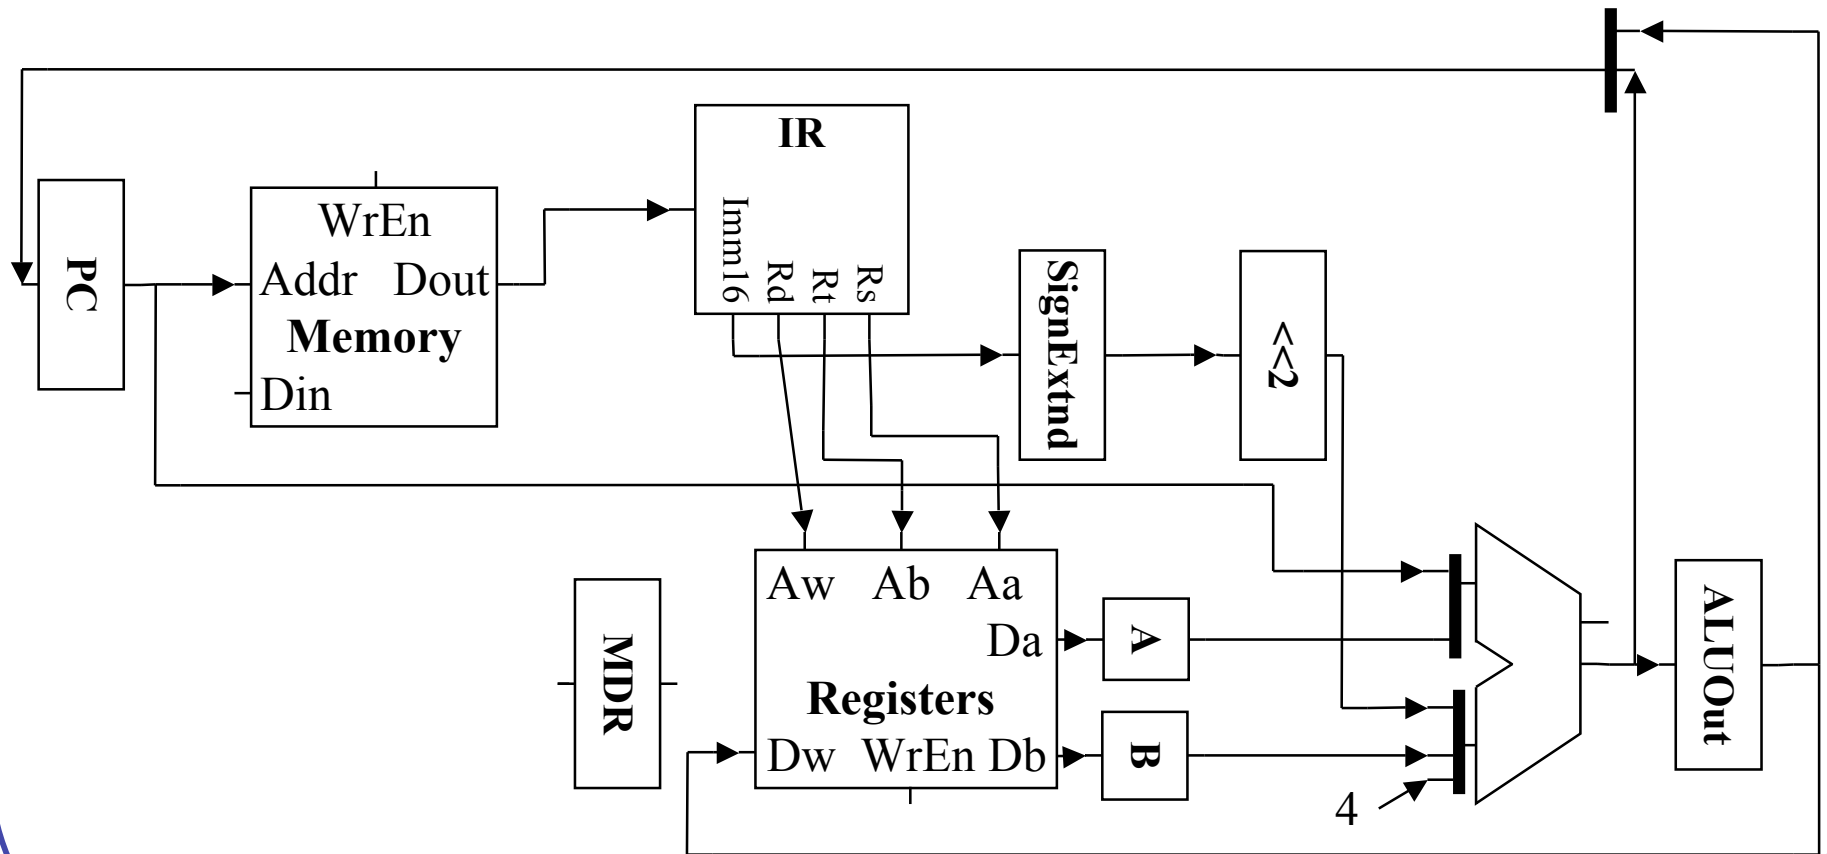 IR
Imm16
Rd
Rt
Rs
PC
WrEn
Addr Dout
Memory
Din
SignExtnd
<<2
Aw Ab Aa
Da
Registers
Dw WrEn Db
MDR
A
B
4
ALUOut